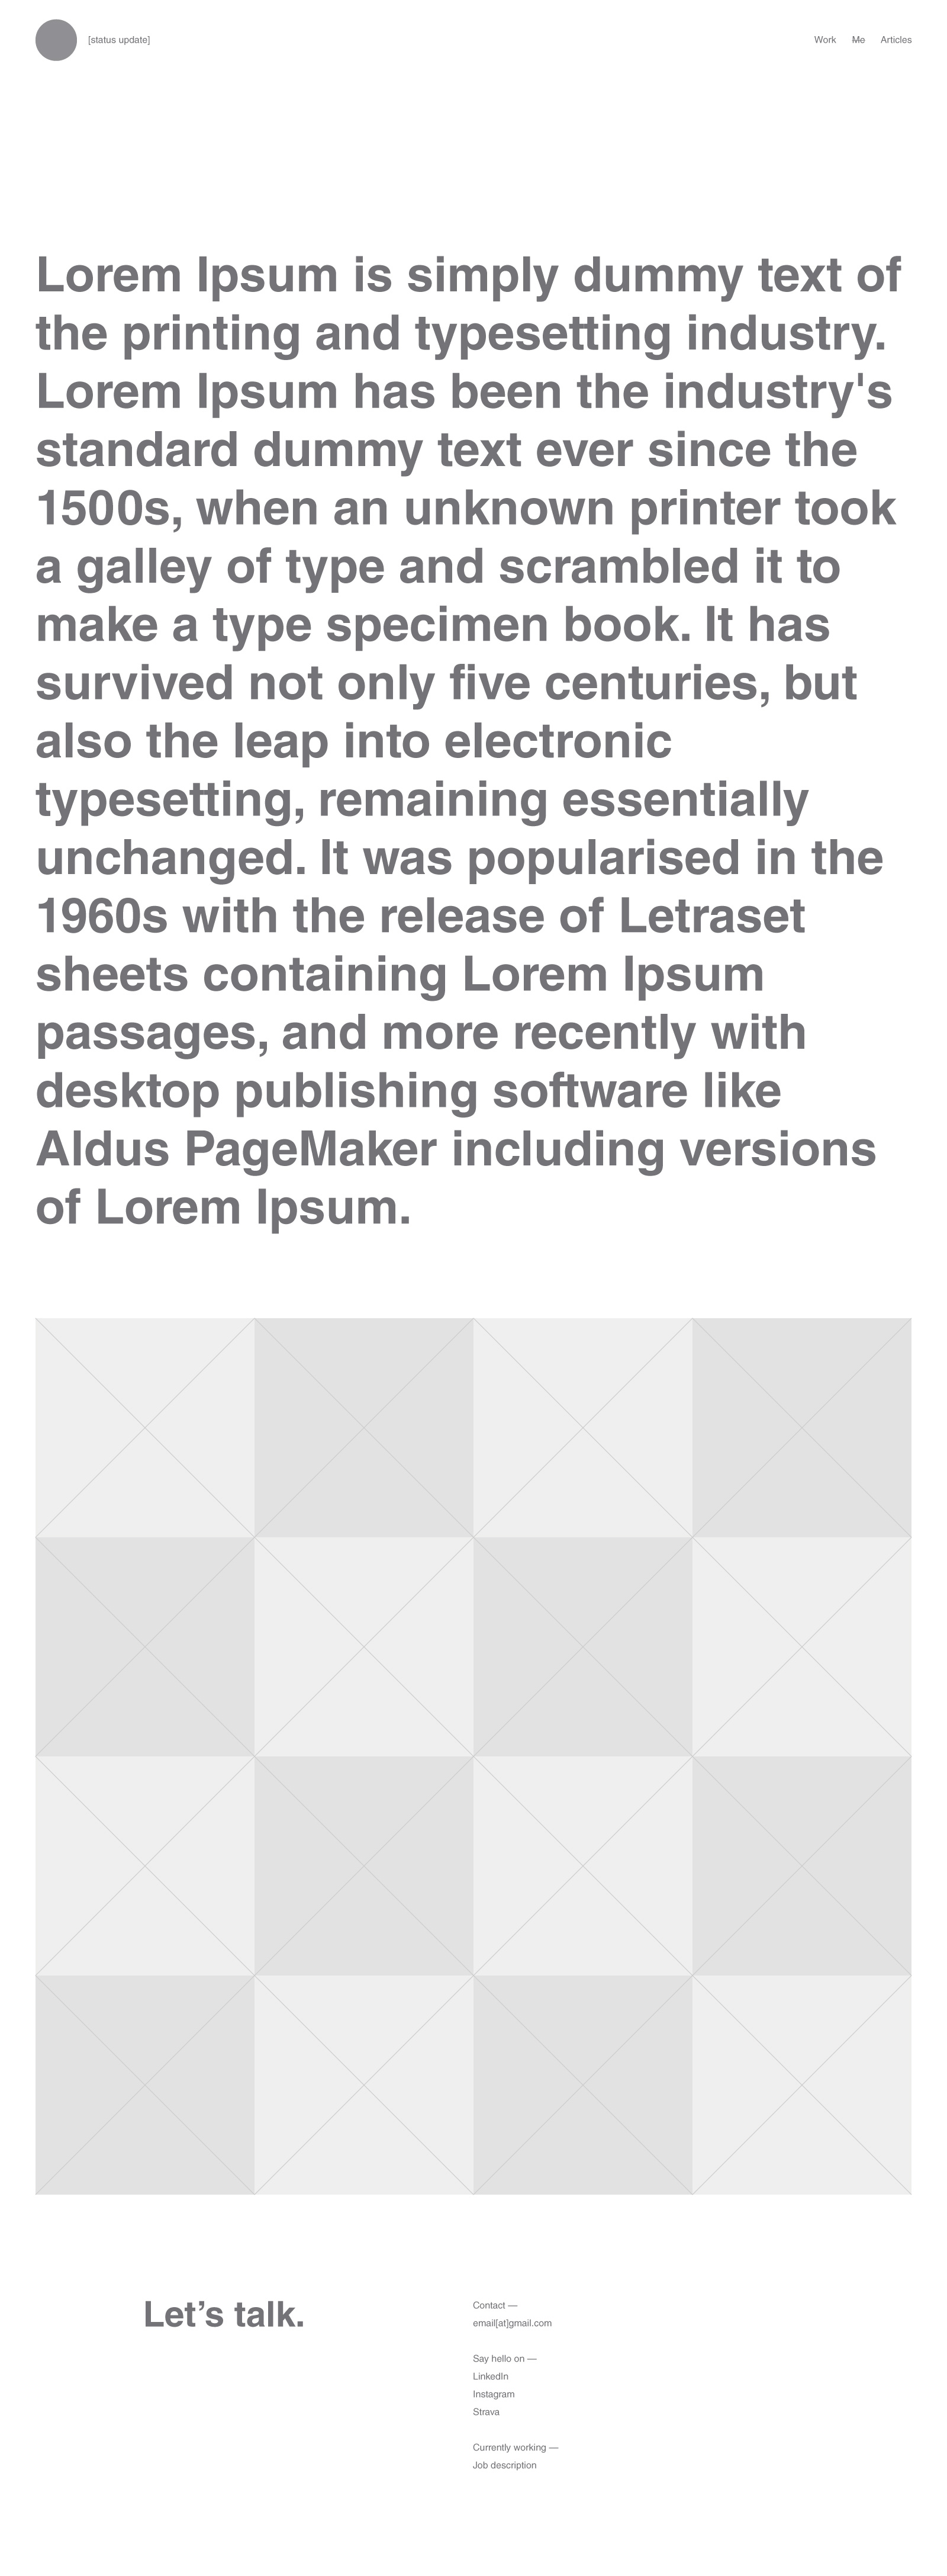 [status update]
Work Me Articles
Lorem Ipsum is simply dummy text of
the printing and typesetting industry.
Lorem Ipsum has been the industry's
standard dummy text ever since the
1500s, when an unknown printer took
a galley of type and scrambled it to
make a type specimen book. It has
survived not only five centuries, but
also the leap into electronic
typesetting, remaining essentially
unchanged. It was popularised in the
1960s with the release of Letraset
sheets containing Lorem Ipsum
passages, and more recently with
desktop publishing software like
Aldus PageMaker including versions
of Lorem Ipsum.
Let’s talk.
Contact —
email[at]gmail.com
Say hello on —
LinkedIn
Instagram
Strava
Currently working —
Job description